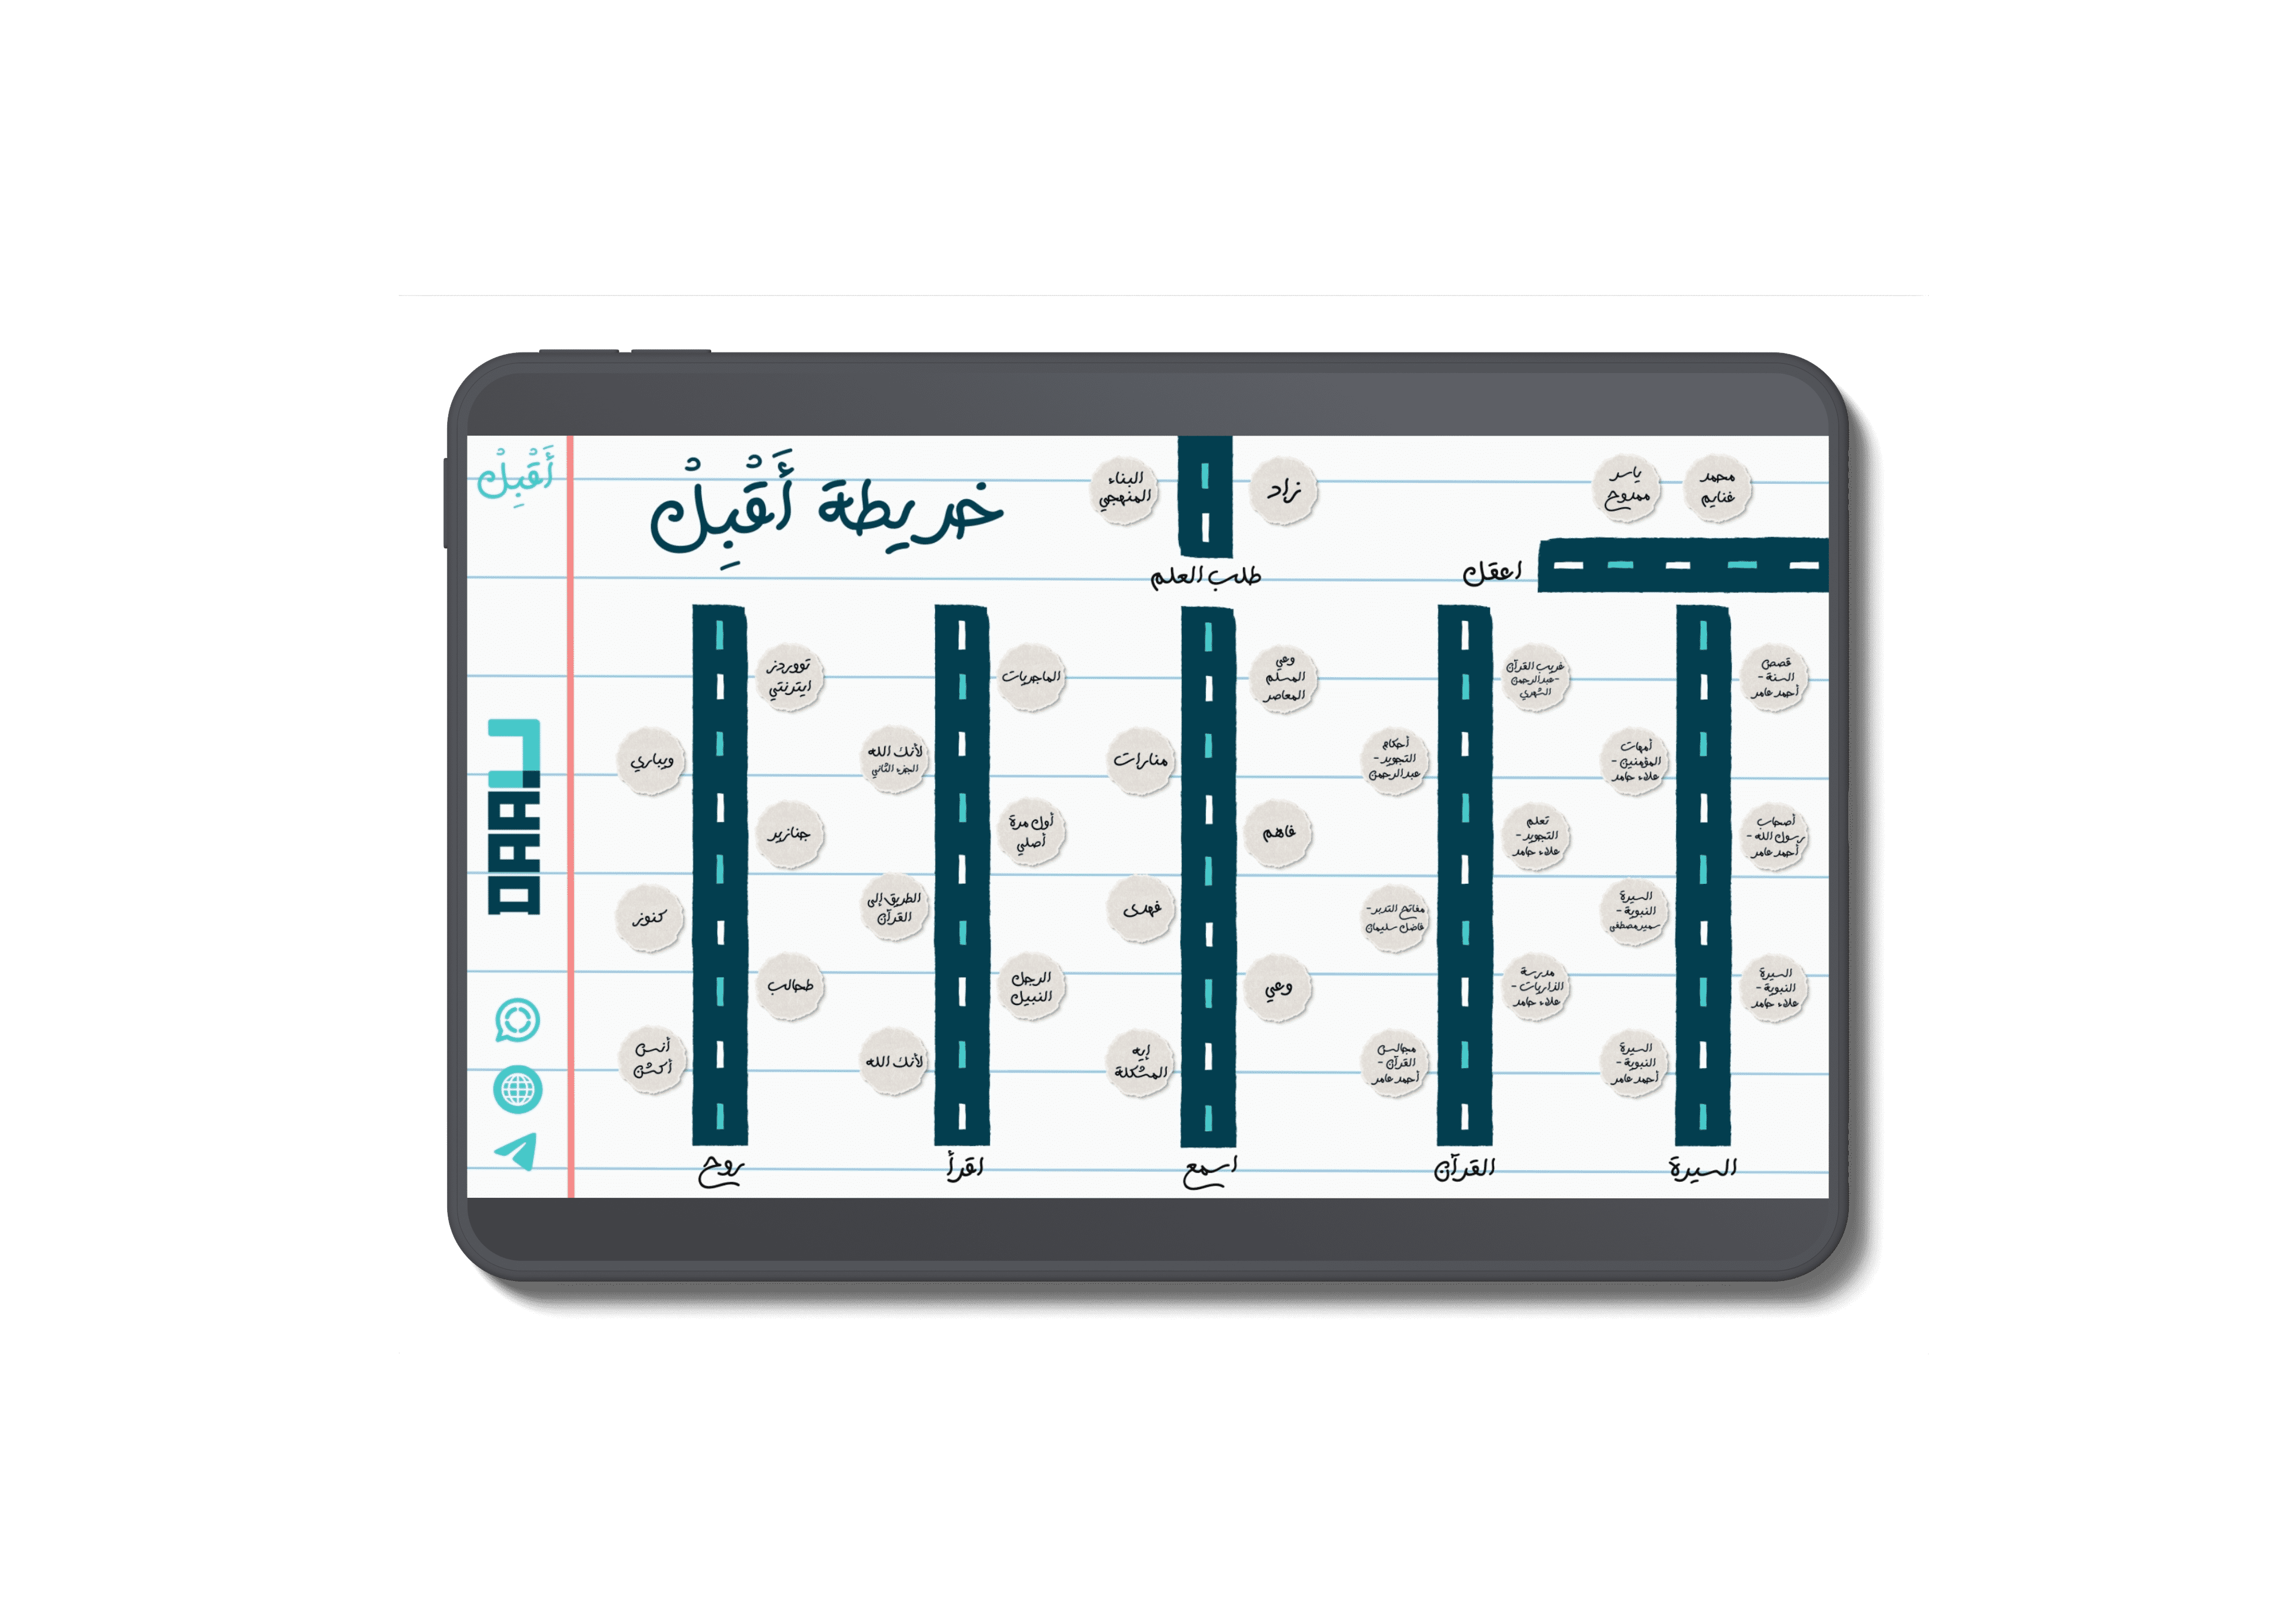 أَقْبِلْ
خريطة أَقْبِلْ
البناء
المنهجي
زاد
طلب العلم
ياسر
ممدوح
محمد
غنايم
اعقل
قصص
السنة -
أحمد عامر
أمهات
المؤمنين -
علاء حامد
أصحاب
رسول الله -
أحمد عامر
السيرة
النبوية -
سمير مصطفى
السيرة
النبوية -
علاء حامد
السيرة
النبوية -
أحمد عامر
السيرة
غريب القرآن
-عبدالرحمن
الشهري
أحكام
التجويد -
عبدالرحمن
تعلم
التجويد -
علاء حامد
مفاتح التدبر -
فاضل سليمان
مدرسة
الذاريات -
علاء حامد
مجالس
القرآن -
أحمد عامر
القرآن
وعي
المسلم
المعاصر
منارات
فاهم
فهدى
وعي
إيه
المشكلة
اسمع
الماجريات
لأنك الله
الجزء الثاني
أول مرة
أصلي
الطريق إلى
القرآن
الرجل
النبيل
لأنك الله
اقرأ
توورذز
ايترنتي
ويباري
جنازير
كنوز
طحالب
أنس
أكشن
روح